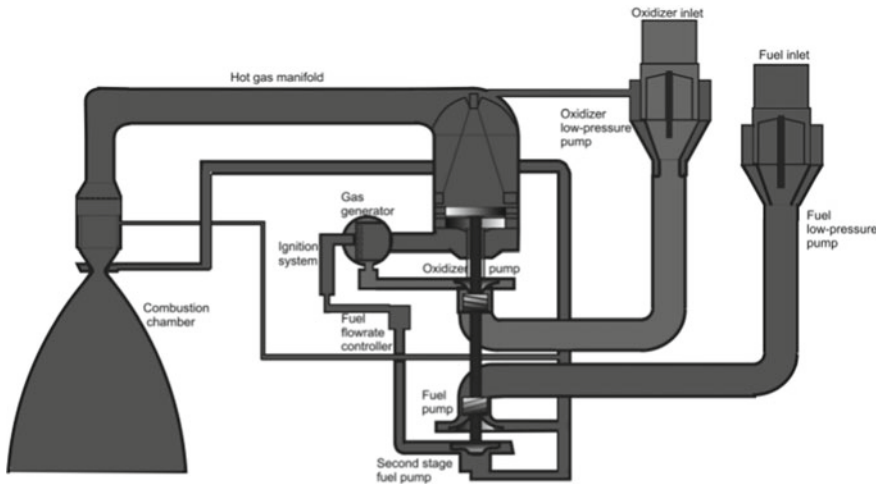 Oxidizer inlet
Fuel inlet
Hot gas manifold
Oxidizer
low-pressure
pump
Gas
generator
Fuel
low-pressure
pump
Ignition
system
Oxidizer pump
Combustion
chamber
Fuel
flowrate
controller
Fuel
pump
Second stage
fuel pump